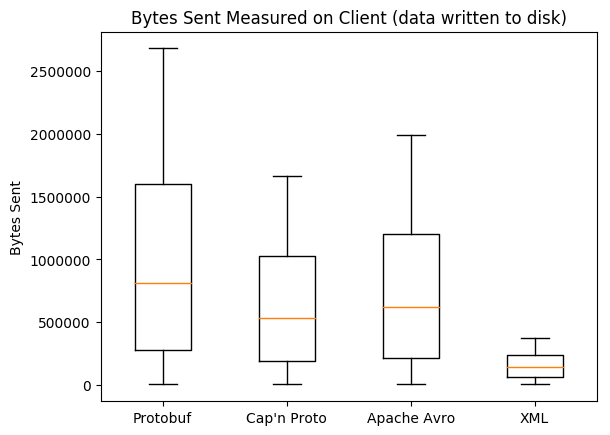 Bytes Sent Measured on Client (data written to disk)
Bytes Sent
2500000
2000000
1500000
1000000
500000
0
Protobuf Cap'n Proto Apache Avro XML